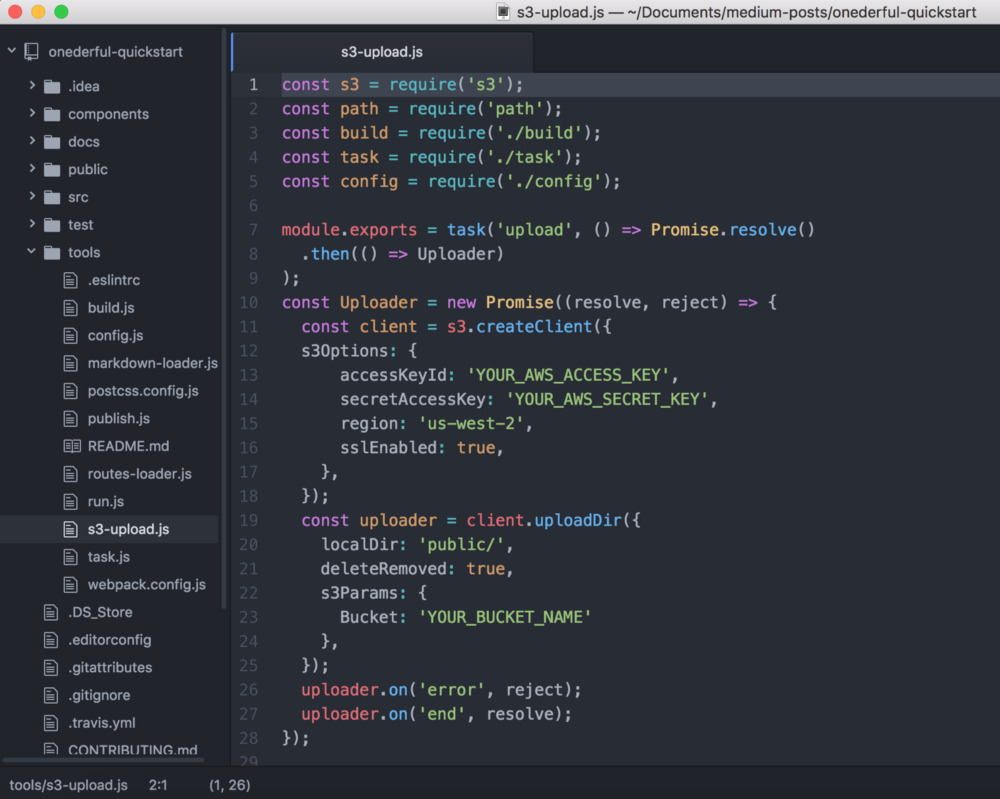 s3-upload.js — ~/Documents/medium-posts/onederful-quickstart
onederful-quickstart
.idea
components
docs
public
src
test
tools
.eslintrc
build.js
config.js
markdown-loader.js
postcss.config.js
publish.js
README.md
routes-loader.js
run.js
s3-upload.js
task.js
webpack.config.js
.DS_Store
.editorconfig
.gitattributes
.gitignore
.travis.yml
CONTRIBUTING.md
s3-upload.js
1 const s3 = require('s3');
2 const path = require('path');
3 const build = require('./build');
4 const task = require('./task');
5 const config = require('./config');
6
7 module.exports = task('upload', () => Promise.resolve()
8   .then(() => Uploader)
9 );
10 const Uploader = new Promise((resolve, reject) => {
11   const client = s3.createClient({
12   s3Options: {
13       accessKeyId: 'YOUR_AWS_ACCESS_KEY',
14       secretAccessKey: 'YOUR_AWS_SECRET_KEY',
15       region: 'us-west-2',
16       sslEnabled: true,
17     },
18   });
19   const uploader = client.uploadDir({
20     localDir: 'public/',
21     deleteRemoved: true,
22     s3Params: {
23       Bucket: 'YOUR_BUCKET_NAME'
24     },
25   });
26   uploader.on('error', reject);
27   uploader.on('end', resolve);
28 });
29
tools/s3-upload.js 2:1 (1, 26)